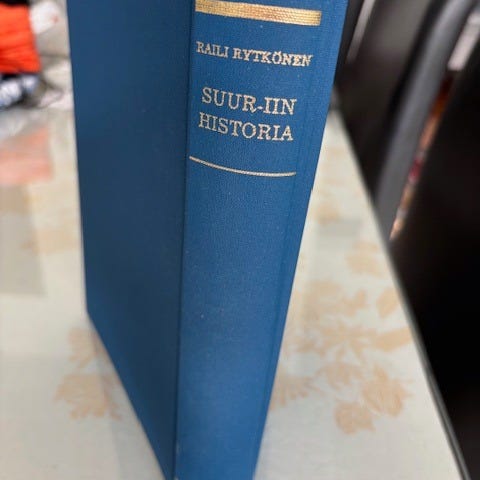 RAILI RYTKÖNEN
SUUR-IIN
HISTORIA